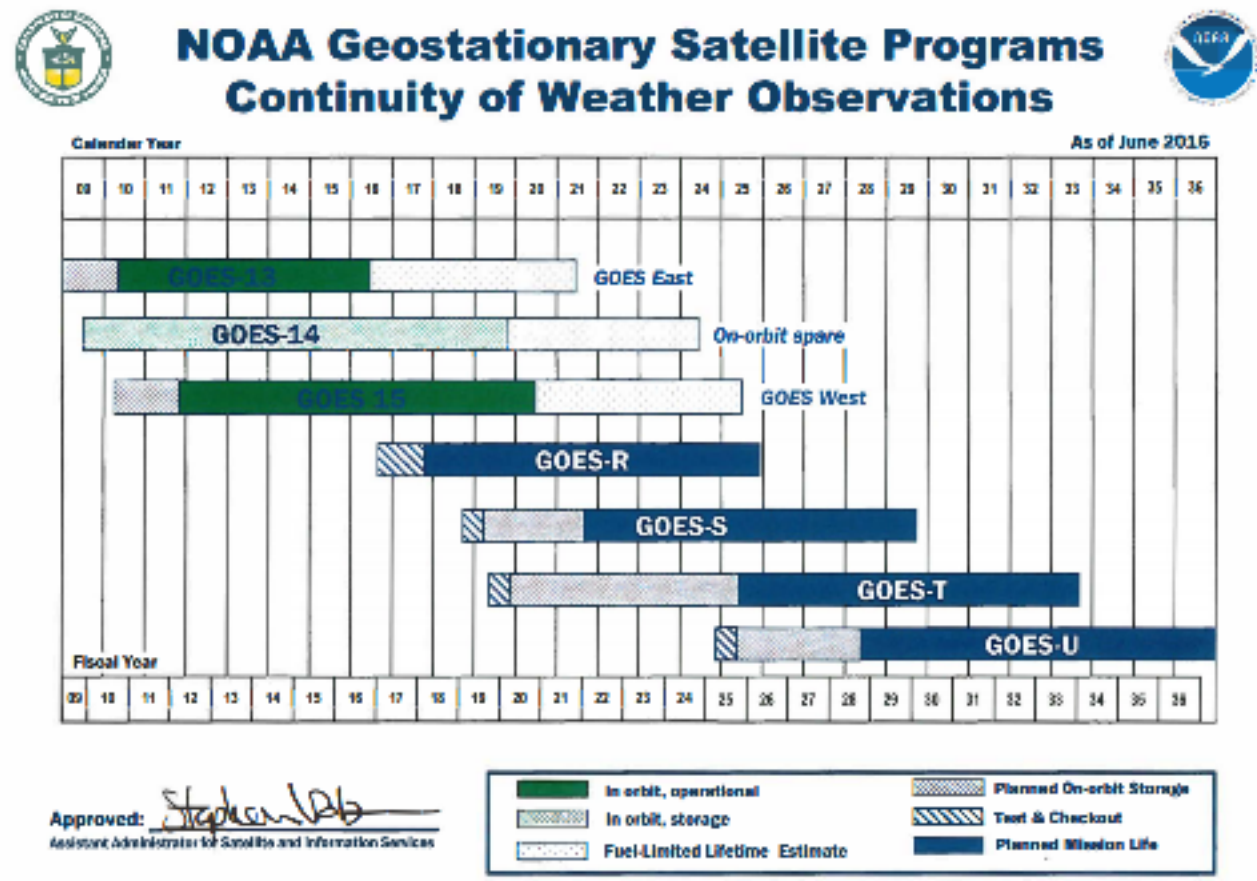 NOAA Geostationary Satellite Programs
Continuity of Weather Observations
Calendar Year
As of June 2016
09 10 11 12 13 14 15 16 17 18 19 20 21 22 23 24 25 26 27 28 29 30 31 32 33 34 35 36
GOES-13
GOES East
GOES-14
On-orbit spare
GOES 15
GOES West
GOES-R
GOES-S
GOES-T
GOES-U
Fiscal Year
09 10 11 12 13 14 15 16 17 18 19 20 21 22 23 24 25 26 27 28 29 30 31 32 33 34 35 36
Approved:
Assistant Administrator for Satellite and Information Services
In orbit, operational
In orbit, storage
Fuel-Limited Lifetime Estimate
Planned On-orbit Storage
Test & Checkout
Planned Mission Life